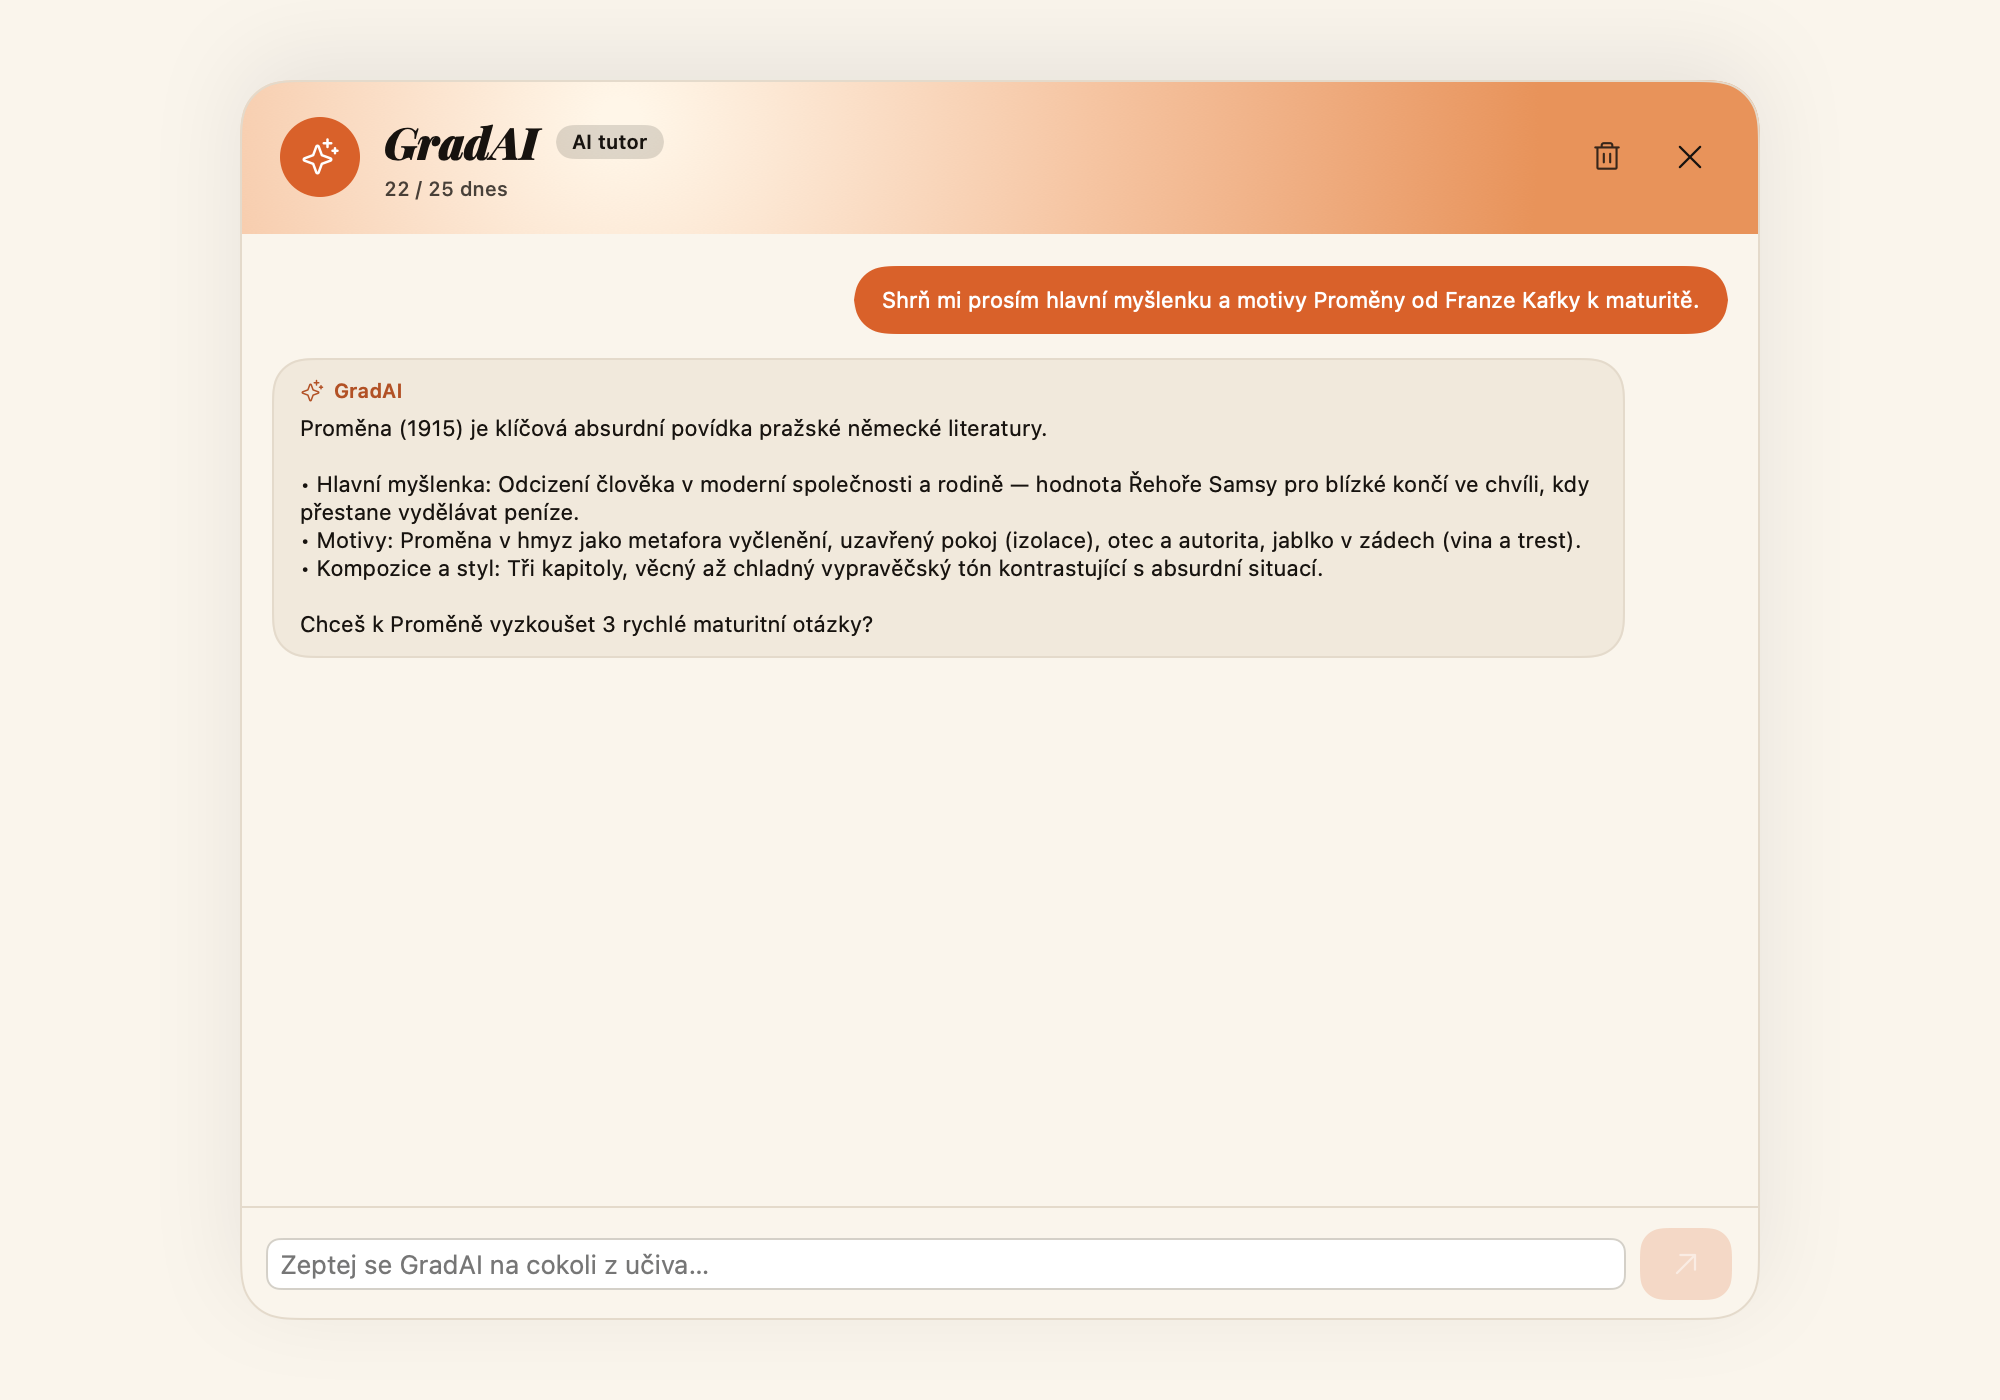 GradAI AI tutor
22 / 25 dnes
Shrň mi prosím hlavní myšlenku a motivy Proměny od Franze Kafky k maturitě.
GradAI
Proměna (1915) je klíčová absurdní povídka pražské německé literatury.
• Hlavní myšlenka: Odcizení člověka v moderní společnosti a rodině — hodnota Řehoře Samsy pro blízké končí ve chvíli, kdy
přestane vydělávat peníze.
• Motivy: Proměna v hmyz jako metafora vyčlenění, uzavřený pokoj (izolace), otec a autorita, jablko v zádech (vina a trest).
• Kompozice a styl: Tři kapitoly, věcný až chladný vypravěčský tón kontrastující s absurdní situací.
Chceš k Proměně vyzkoušet 3 rychlé maturitní otázky?
Zeptej se GradAI na cokoli z učiva...